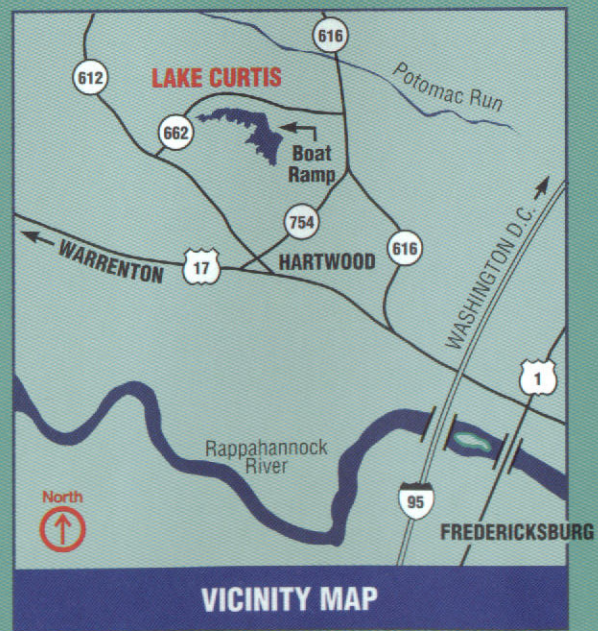 616
612
LAKE CURTIS
Potomac Run
662
Boat
Ramp
754
616
WASHINGTON D.C.
WARRENTON
17
HARTWOOD
1
Rappahannock
River
North
95
FREDERICKSBURG
VICINITY MAP